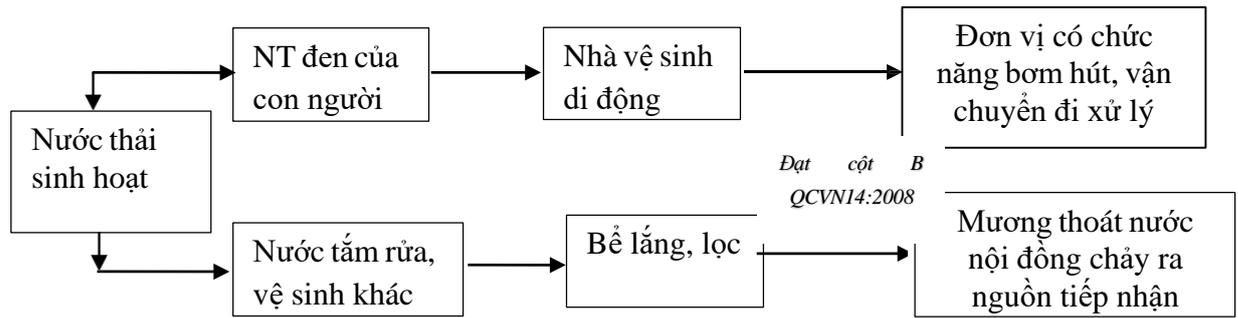 NT đen của
con người
Nhà vệ sinh
di động
Đơn vị có chức
năng bơm hút, vận
chuyển đi xử lý
Nước thải
sinh hoạt
Đạt cột B
QCVN14:2008
Nước tắm rửa,
vệ sinh khác
Bể lắng, lọc
Mương thoát nước
nội đồng chảy ra
nguồn tiếp nhận